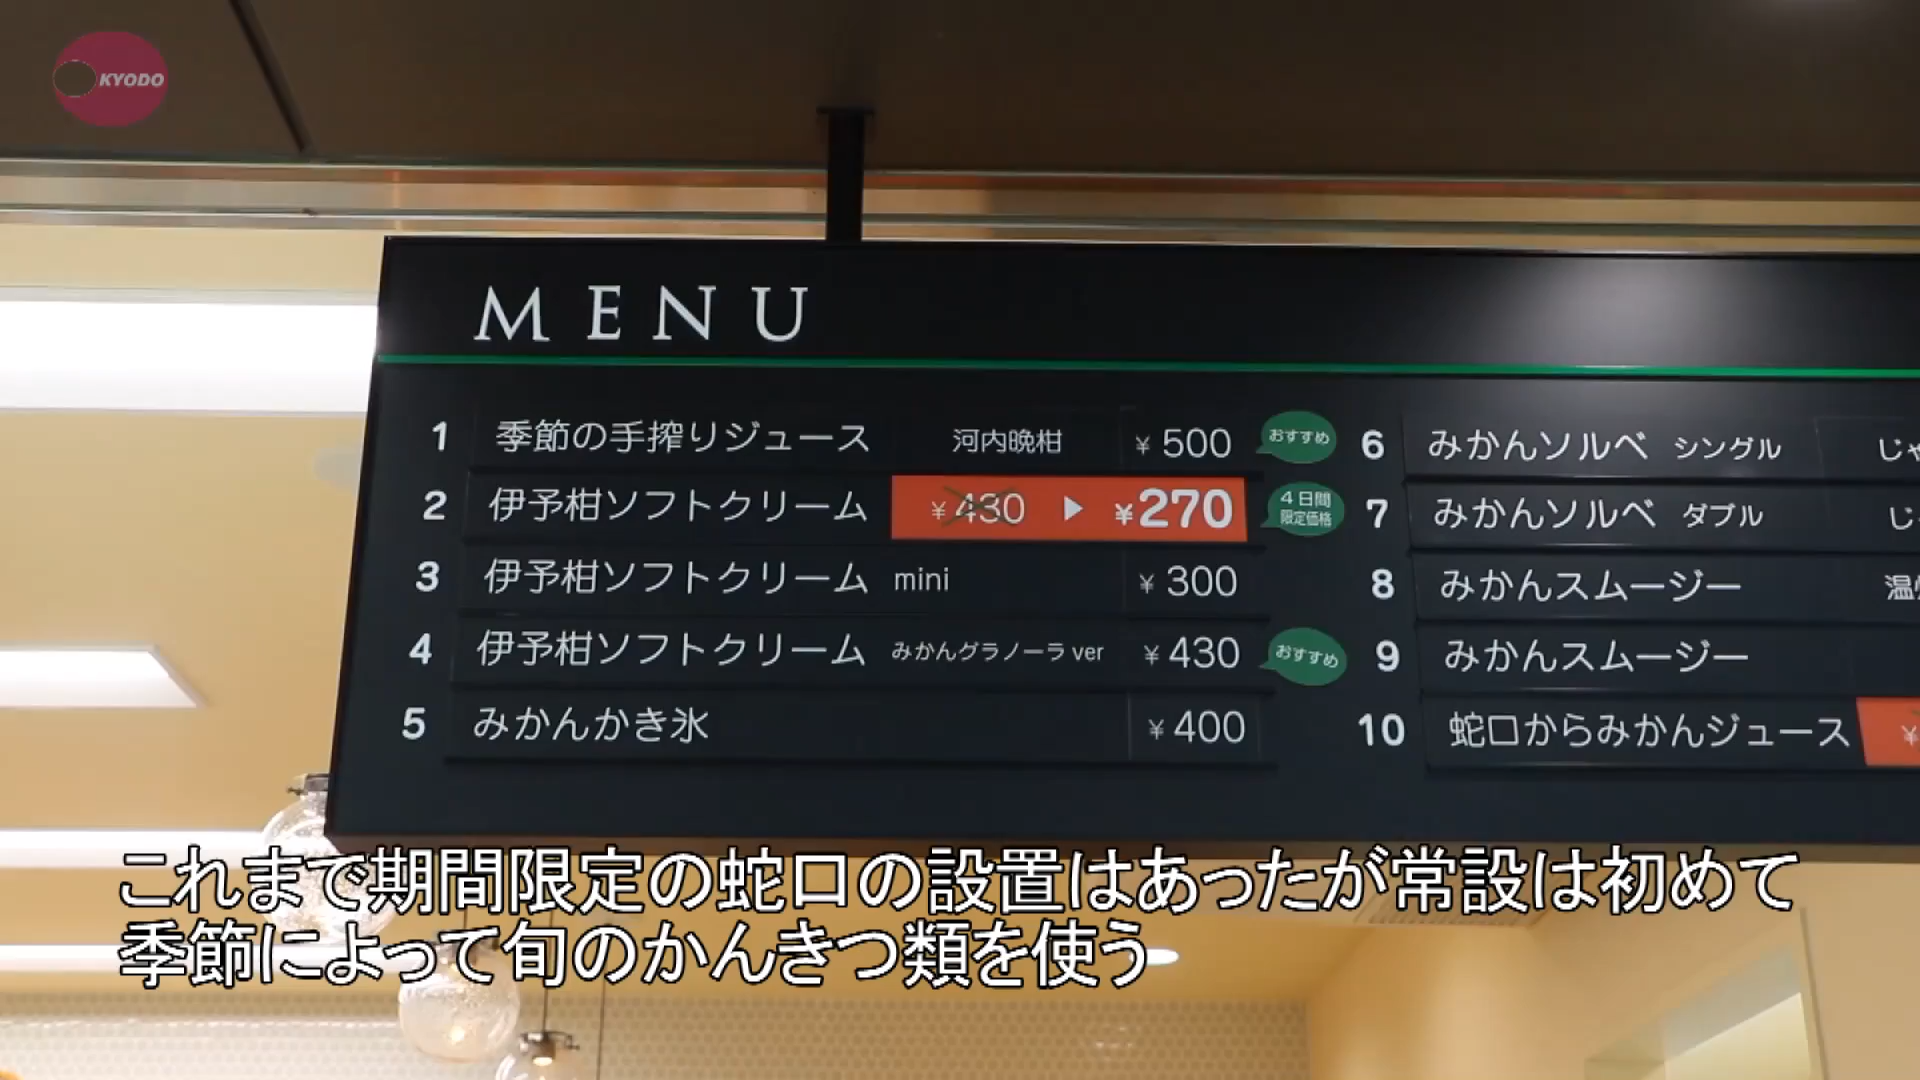 KYODO
MENU
1 季節の手搾りジュース 河内晩柑 ¥500 おすすめ
2 伊予柑ソフトクリーム ¥430 ▶ ¥270 4日間限定価格
3 伊予柑ソフトクリーム mini ¥300
4 伊予柑ソフトクリーム みかんグラノーラver ¥430 おすすめ
5 みかんかき氷 ¥400
6 みかんソルベ シングル
7 みかんソルベ ダブル
8 みかんスムージー
9 みかんスムージー
10 蛇口からみかんジュース ¥
これまで期間限定の蛇口の設置はあったが常設は初めて
季節によって旬のかんきつ類を使う